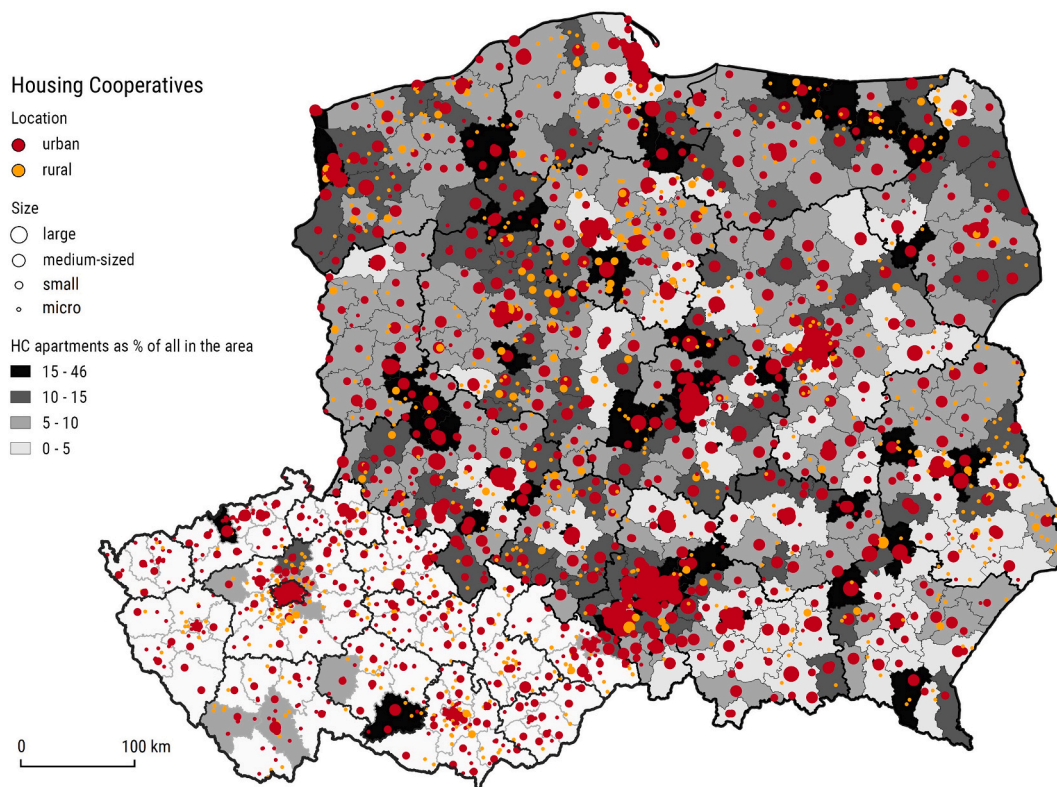 Housing Cooperatives
Location
urban
rural
Size
large
medium-sized
small
micro
HC apartments as % of all in the area
15 - 46
10 - 15
5 - 10
0 - 5
0 100 km